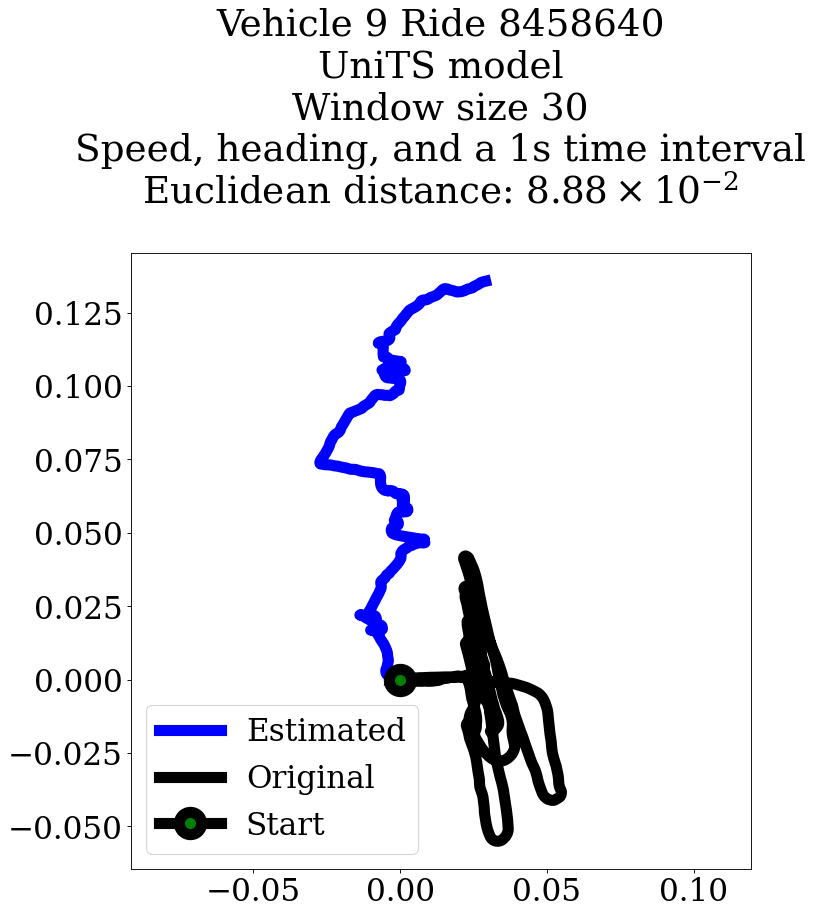 Vehicle 9 Ride 8458640
UniTS model
Window size 30
Speed, heading, and a 1s time interval
Euclidean distance: 8.88 × 10⁻²
0.125
0.100
0.075
0.050
0.025
0.000
−0.025
−0.050
Estimated
Original
Start
−0.05 0.00 0.05 0.10